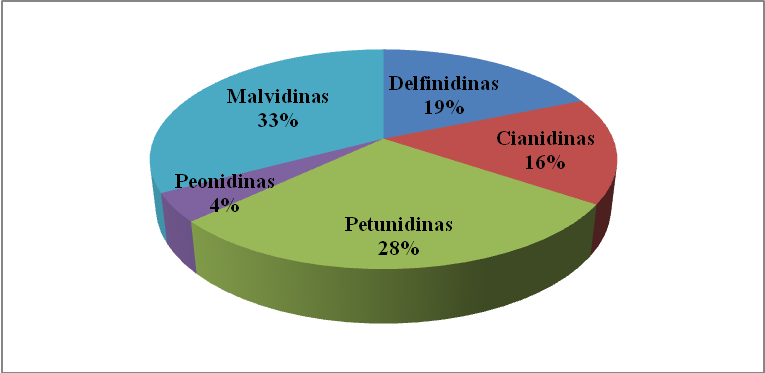 Delfinidinas
19%
Cianidinas
16%
Petunidinas
28%
Peonidinas
4%
Malvidinas
33%